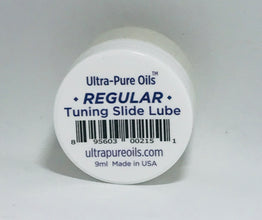 Ultra-Pure Oils™
• REGULAR •
Tuning Slide Lube
8 95603 00215 1
ultrapureoils.com
9ml Made in USA